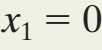 x₁ = 0